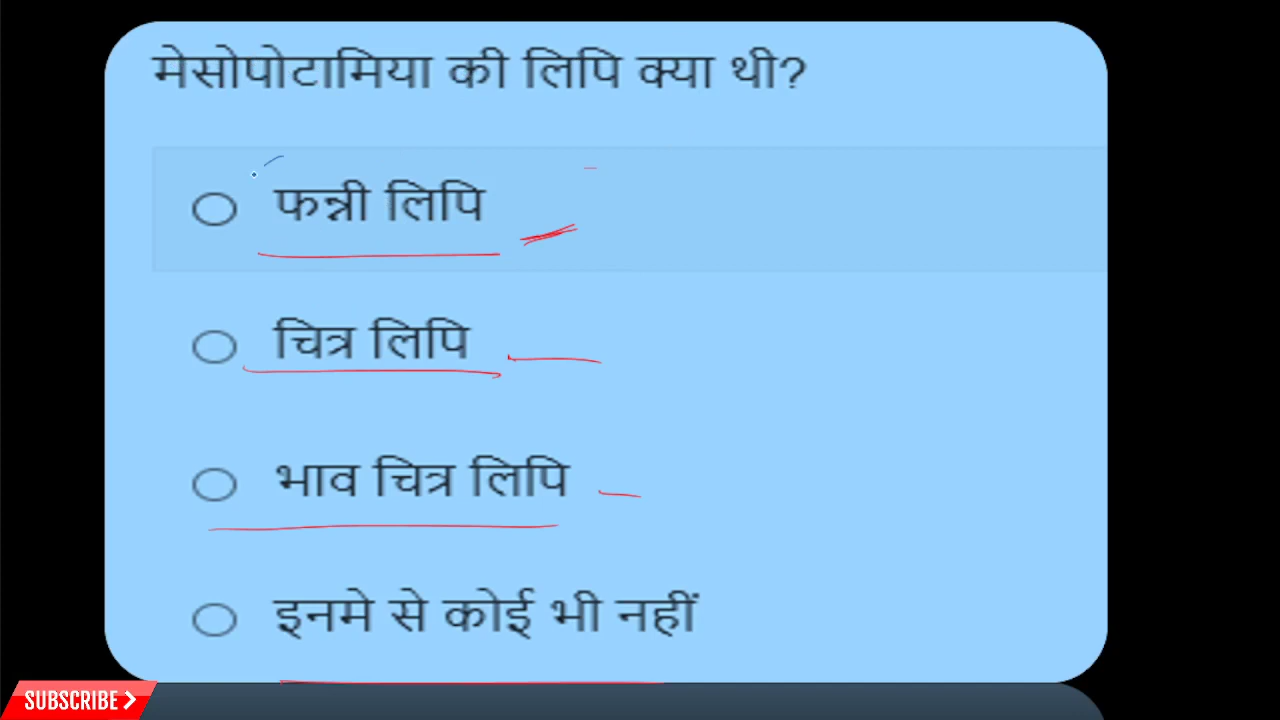 मेसोपोटामिया की लिपि क्या थी?
फन्नी लिपि
चित्र लिपि
भाव चित्र लिपि
इनमे से कोई भी नहीं
SUBSCRIBE